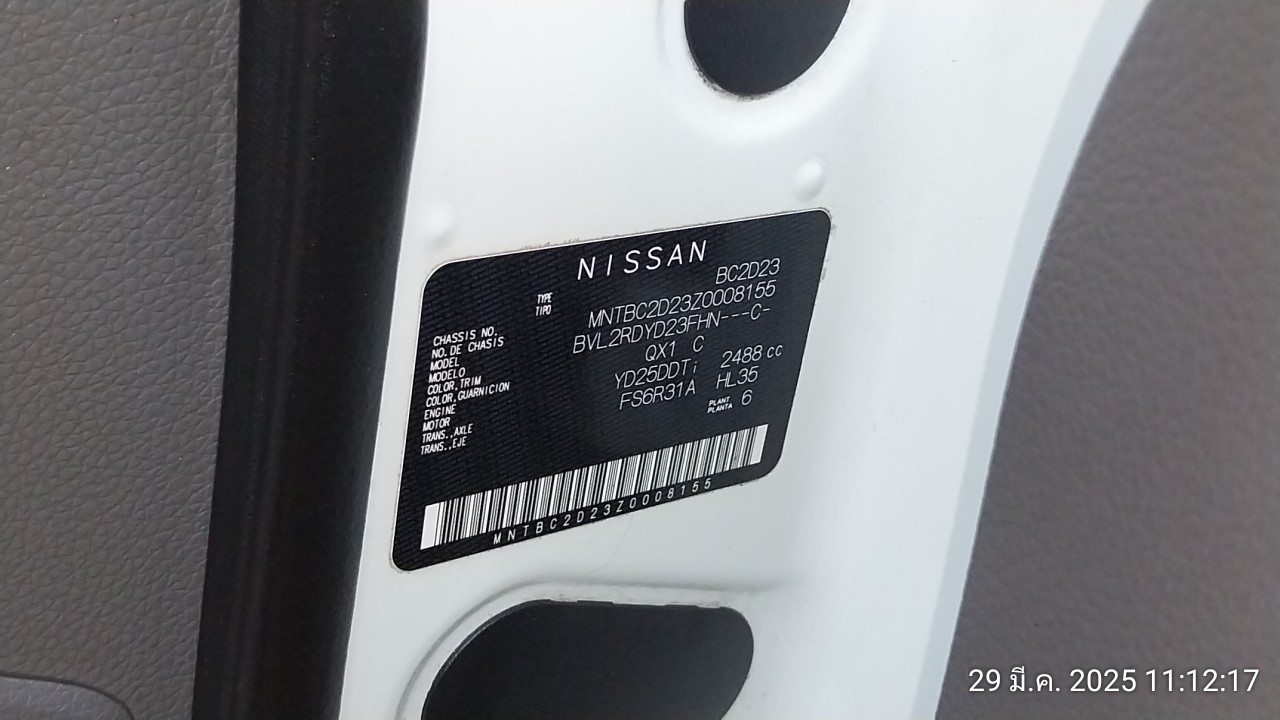 NISSAN
TYPE
TIPO
BC2D23
CHASSIS NO.
NO. DE CHASIS
MNTBC2D23Z0008155
MODEL
MODELO
BVL2RDYD23FHN---C-
COLOR,TRIM
COLOR,GUARNICION
QX1 C
ENGINE
MOTOR
YD25DDTi 2488 cc
TRANS.,AXLE
TRANS.,EJE
FS6R31A HL35
PLANT
PLANTA
6
MNTBC2D23Z0008155
29 มี.ค. 2025 11:12:17